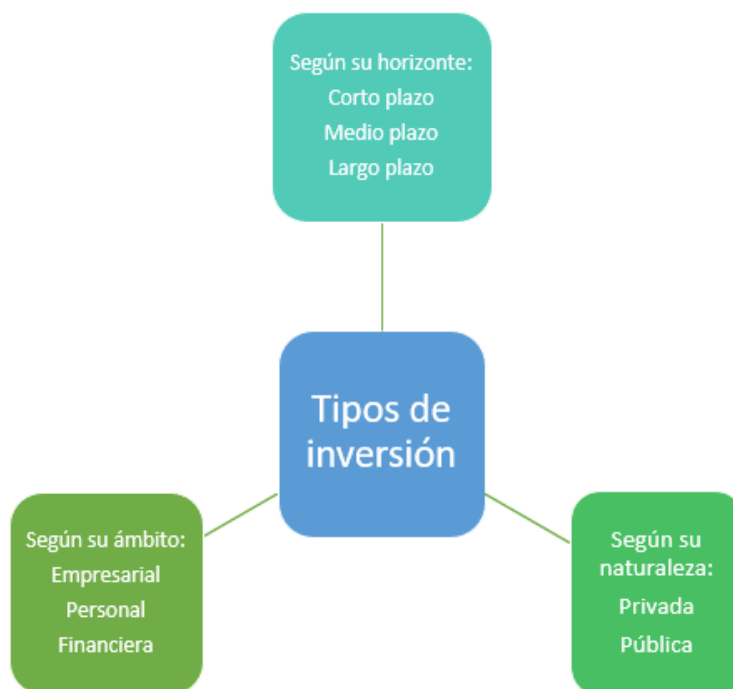 Según su horizonte:
Corto plazo
Medio plazo
Largo plazo
Tipos de
inversión
Según su ámbito:
Empresarial
Personal
Financiera
Según su
naturaleza:
Privada
Pública